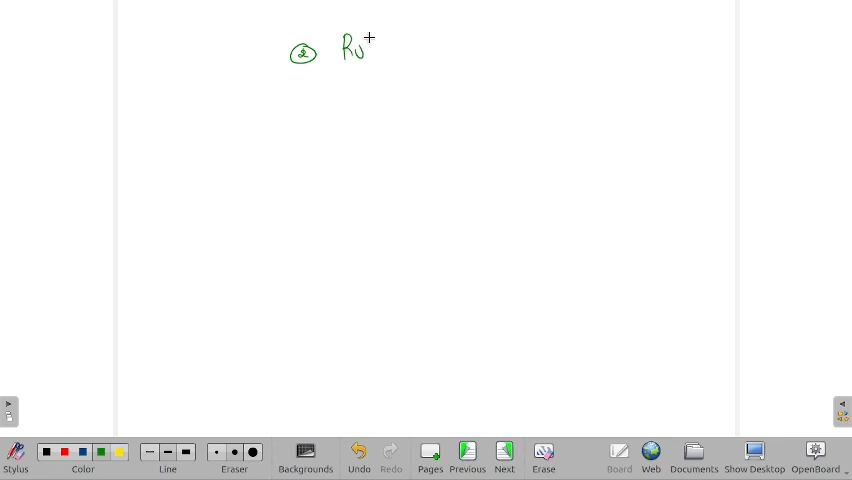 ② Ru
Stylus Color Line Eraser Backgrounds Undo Redo Pages Previous Next Erase Board Web Documents Show Desktop OpenBoard